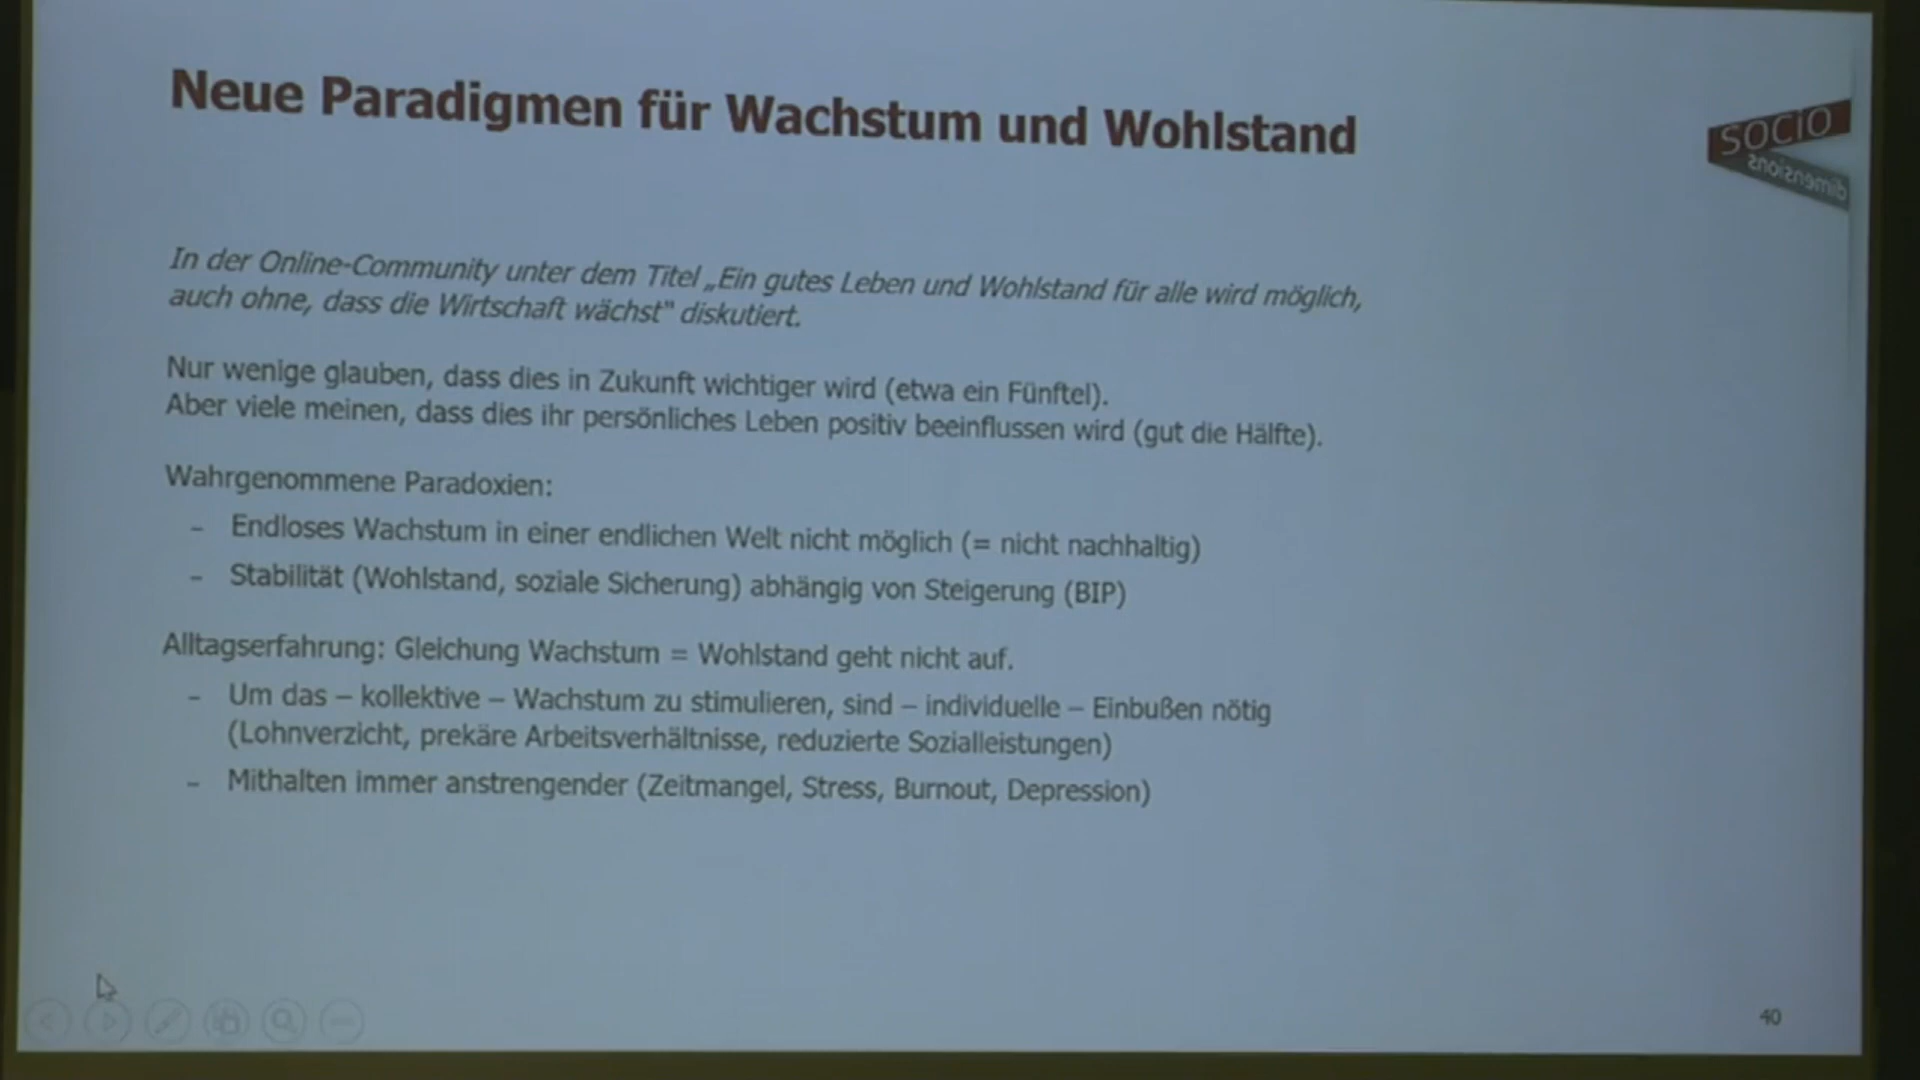 Neue Paradigmen für Wachstum und Wohlstand
SOCiO
dimensions
In der Online-Community unter dem Titel „Ein gutes Leben und Wohlstand für alle wird möglich,
auch ohne, dass die Wirtschaft wächst" diskutiert.
Nur wenige glauben, dass dies in Zukunft wichtiger wird (etwa ein Fünftel).
Aber viele meinen, dass dies ihr persönliches Leben positiv beeinflussen wird (gut die Hälfte).
Wahrgenommene Paradoxien:
- Endloses Wachstum in einer endlichen Welt nicht möglich (= nicht nachhaltig)
- Stabilität (Wohlstand, soziale Sicherung) abhängig von Steigerung (BIP)
Alltagserfahrung: Gleichung Wachstum = Wohlstand geht nicht auf.
- Um das – kollektive – Wachstum zu stimulieren, sind – individuelle – Einbußen nötig
(Lohnverzicht, prekäre Arbeitsverhältnisse, reduzierte Sozialleistungen)
- Mithalten immer anstrengender (Zeitmangel, Stress, Burnout, Depression)
40